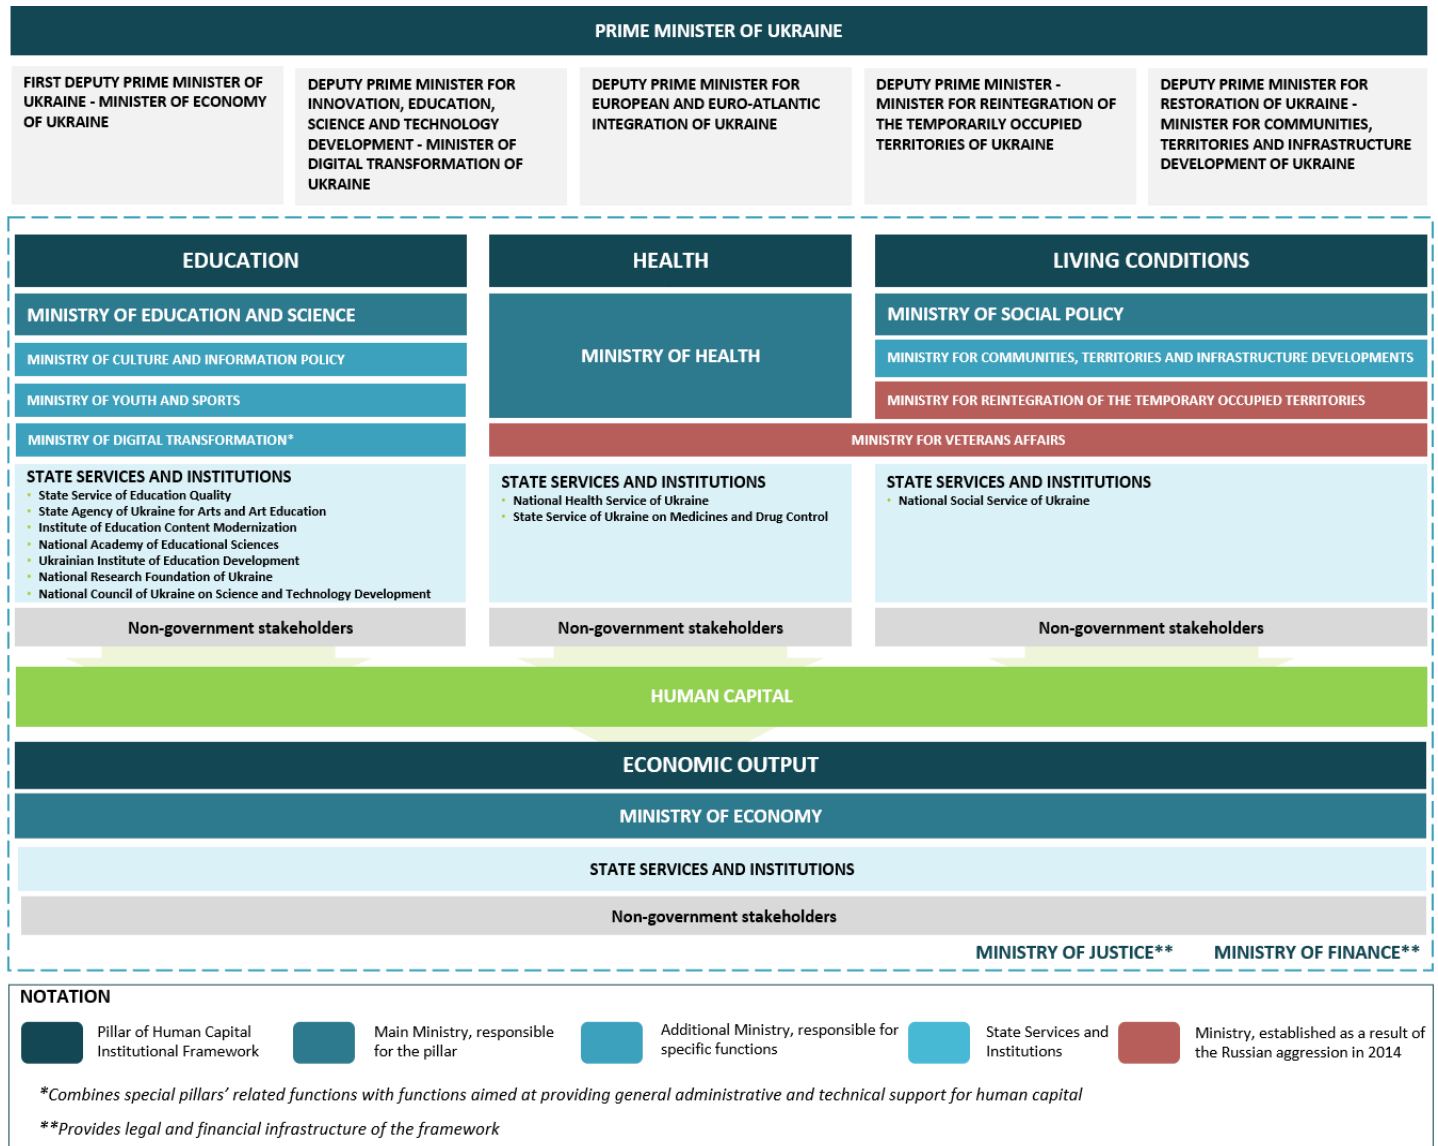 PRIME MINISTER OF UKRAINE
FIRST DEPUTY PRIME MINISTER OF
UKRAINE - MINISTER OF ECONOMY
OF UKRAINE
DEPUTY PRIME MINISTER FOR
INNOVATION, EDUCATION,
SCIENCE AND TECHNOLOGY
DEVELOPMENT - MINISTER OF
DIGITAL TRANSFORMATION OF
UKRAINE
DEPUTY PRIME MINISTER FOR
EUROPEAN AND EURO-ATLANTIC
INTEGRATION OF UKRAINE
DEPUTY PRIME MINISTER -
MINISTER FOR REINTEGRATION OF
THE TEMPORARILY OCCUPIED
TERRITORIES OF UKRAINE
DEPUTY PRIME MINISTER FOR
RESTORATION OF UKRAINE -
MINISTER FOR COMMUNITIES,
TERRITORIES AND INFRASTRUCTURE
DEVELOPMENT OF UKRAINE
EDUCATION
MINISTRY OF EDUCATION AND SCIENCE
MINISTRY OF CULTURE AND INFORMATION POLICY
MINISTRY OF YOUTH AND SPORTS
MINISTRY OF DIGITAL TRANSFORMATION*
STATE SERVICES AND INSTITUTIONS
• State Service of Education Quality
• State Agency of Ukraine for Arts and Art Education
• Institute of Education Content Modernization
• National Academy of Educational Sciences
• Ukrainian Institute of Education Development
• National Research Foundation of Ukraine
• National Council of Ukraine on Science and Technology Development
Non-government stakeholders
HEALTH
MINISTRY OF HEALTH
LIVING CONDITIONS
MINISTRY OF SOCIAL POLICY
MINISTRY FOR COMMUNITIES, TERRITORIES AND INFRASTRUCTURE DEVELOPMENTS
MINISTRY FOR REINTEGRATION OF THE TEMPORARY OCCUPIED TERRITORIES
MINISTRY FOR VETERANS AFFAIRS
STATE SERVICES AND INSTITUTIONS
• National Health Service of Ukraine
• State Service of Ukraine on Medicines and Drug Control
Non-government stakeholders
STATE SERVICES AND INSTITUTIONS
• National Social Service of Ukraine
Non-government stakeholders
HUMAN CAPITAL
ECONOMIC OUTPUT
MINISTRY OF ECONOMY
STATE SERVICES AND INSTITUTIONS
Non-government stakeholders
MINISTRY OF JUSTICE**
MINISTRY OF FINANCE**
NOTATION
Pillar of Human Capital
Institutional Framework
Main Ministry, responsible
for the pillar
Additional Ministry, responsible for
specific functions
State Services and
Institutions
Ministry, established as a result of
the Russian aggression in 2014
*Combines special pillars’ related functions with functions aimed at providing general administrative and technical support for human capital
**Provides legal and financial infrastructure of the framework